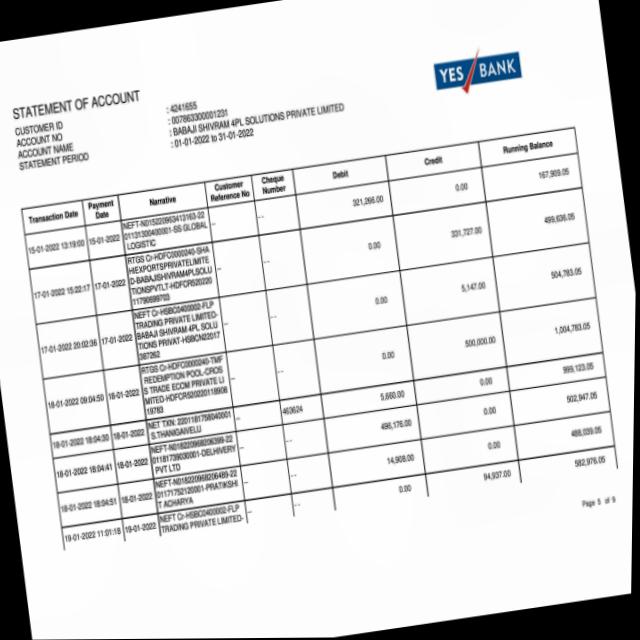 YES BANK
STATEMENT OF ACCOUNT
CUSTOMER ID : 4241655
ACCOUNT NO : 007863300001231
ACCOUNT NAME : BABAJI SHIVRAM 4PL SOLUTIONS PRIVATE LIMITED
STATEMENT PERIOD : 01-01-2022 to 31-01-2022
Transaction Date Payment Date Narrative Customer Reference No Cheque Number Debit Credit Running Balance
15-01-2022 13:19:00 15-01-2022 NEFT-N015220953413163-22
01131300400001-SS GLOBAL
LOGISTIC -- -- 321,266.00 0.00 167,909.05
17-01-2022 15:22:17 17-01-2022 RTGS Cr-HDFC0000240-SHA
HIEXPORTSPRIVATELIMITE
D-BABAJISHIVRAM4PLSOLU
TIONSPVTLT-HDFCR520220
11790699703 -- -- 0.00 331,727.00 499,636.05
17-01-2022 20:02:36 17-01-2022 NEFT Cr-HSBC0400002-FLP
TRADING PRIVATE LIMITED-
BABAJI SHIVRAM 4PL SOLU
TIONS PRIVAT-HSBCN22017
387262 -- -- 0.00 5,147.00 504,783.05
18-01-2022 09:04:50 18-01-2022 RTGS Cr-HDFC0000240-TMF
REDEMPTION POOL-CROS
S TRADE ECOM PRIVATE LI
MITED-HDFCR520220118908
19783 -- -- 0.00 500,000.00 1,004,783.05
18-01-2022 18:04:30 18-01-2022 NET TXN: 2201181758040001
S.THANIGAIVELU -- 463624 5,660.00 0.00 999,123.05
18-01-2022 18:04:41 18-01-2022 NEFT-N018220968206399-22
01181739030001-DELHIVERY
PVT LTD -- -- 496,176.00 0.00 502,947.05
18-01-2022 18:04:51 18-01-2022 NEFT-N018220968206489-22
01171752120001-PRATIKSHI
T ACHARYA -- -- 14,908.00 0.00 488,039.05
19-01-2022 11:01:18 19-01-2022 NEFT Cr-HSBC0400002-FLP
TRADING PRIVATE LIMITED- -- -- 0.00 94,937.00 582,976.05
Page 5 of 9